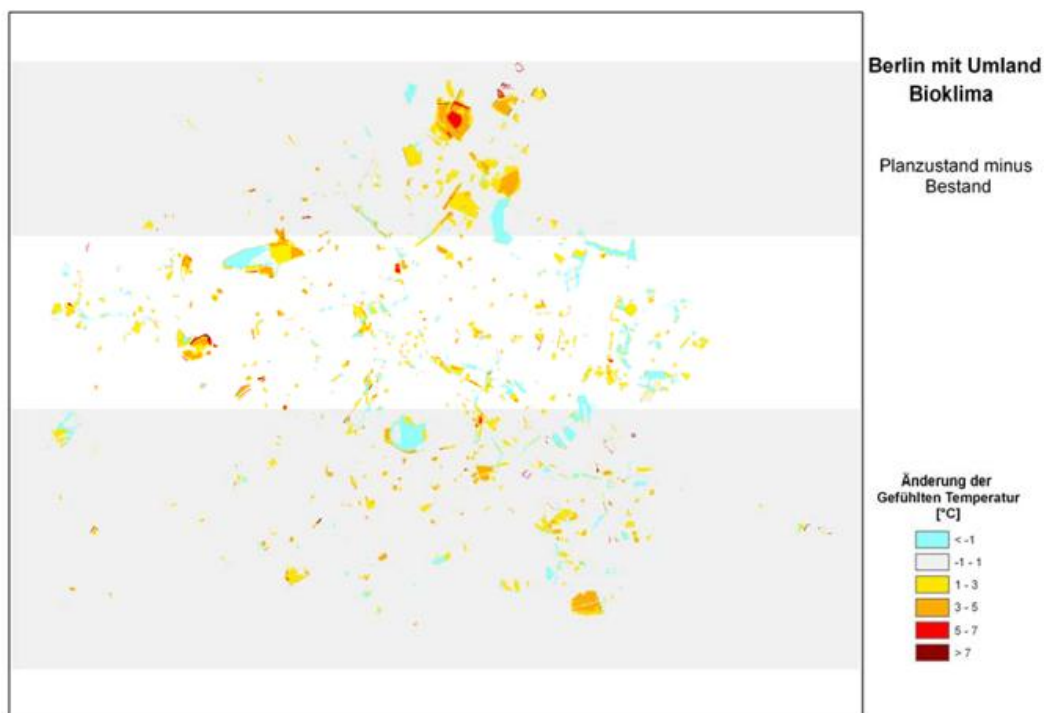 Berlin mit Umland
Bioklima
Planzustand minus
Bestand
Änderung der
Gefühlten Temperatur
[°C]
< -1
-1 - 1
1 - 3
3 - 5
5 - 7
> 7